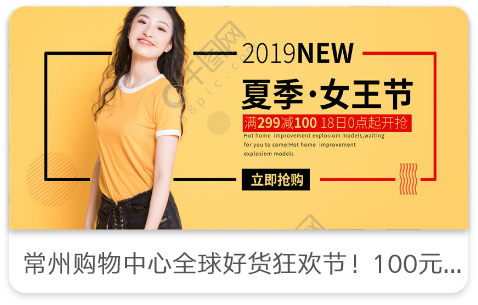 2019NEW
夏季·女王节
满299减100 18日0点起开抢
Hot home improvement explosion models,waiting
for you to come!Hot home improvement
explosion models
立即抢购
常州购物中心全球好货狂欢节！100元...